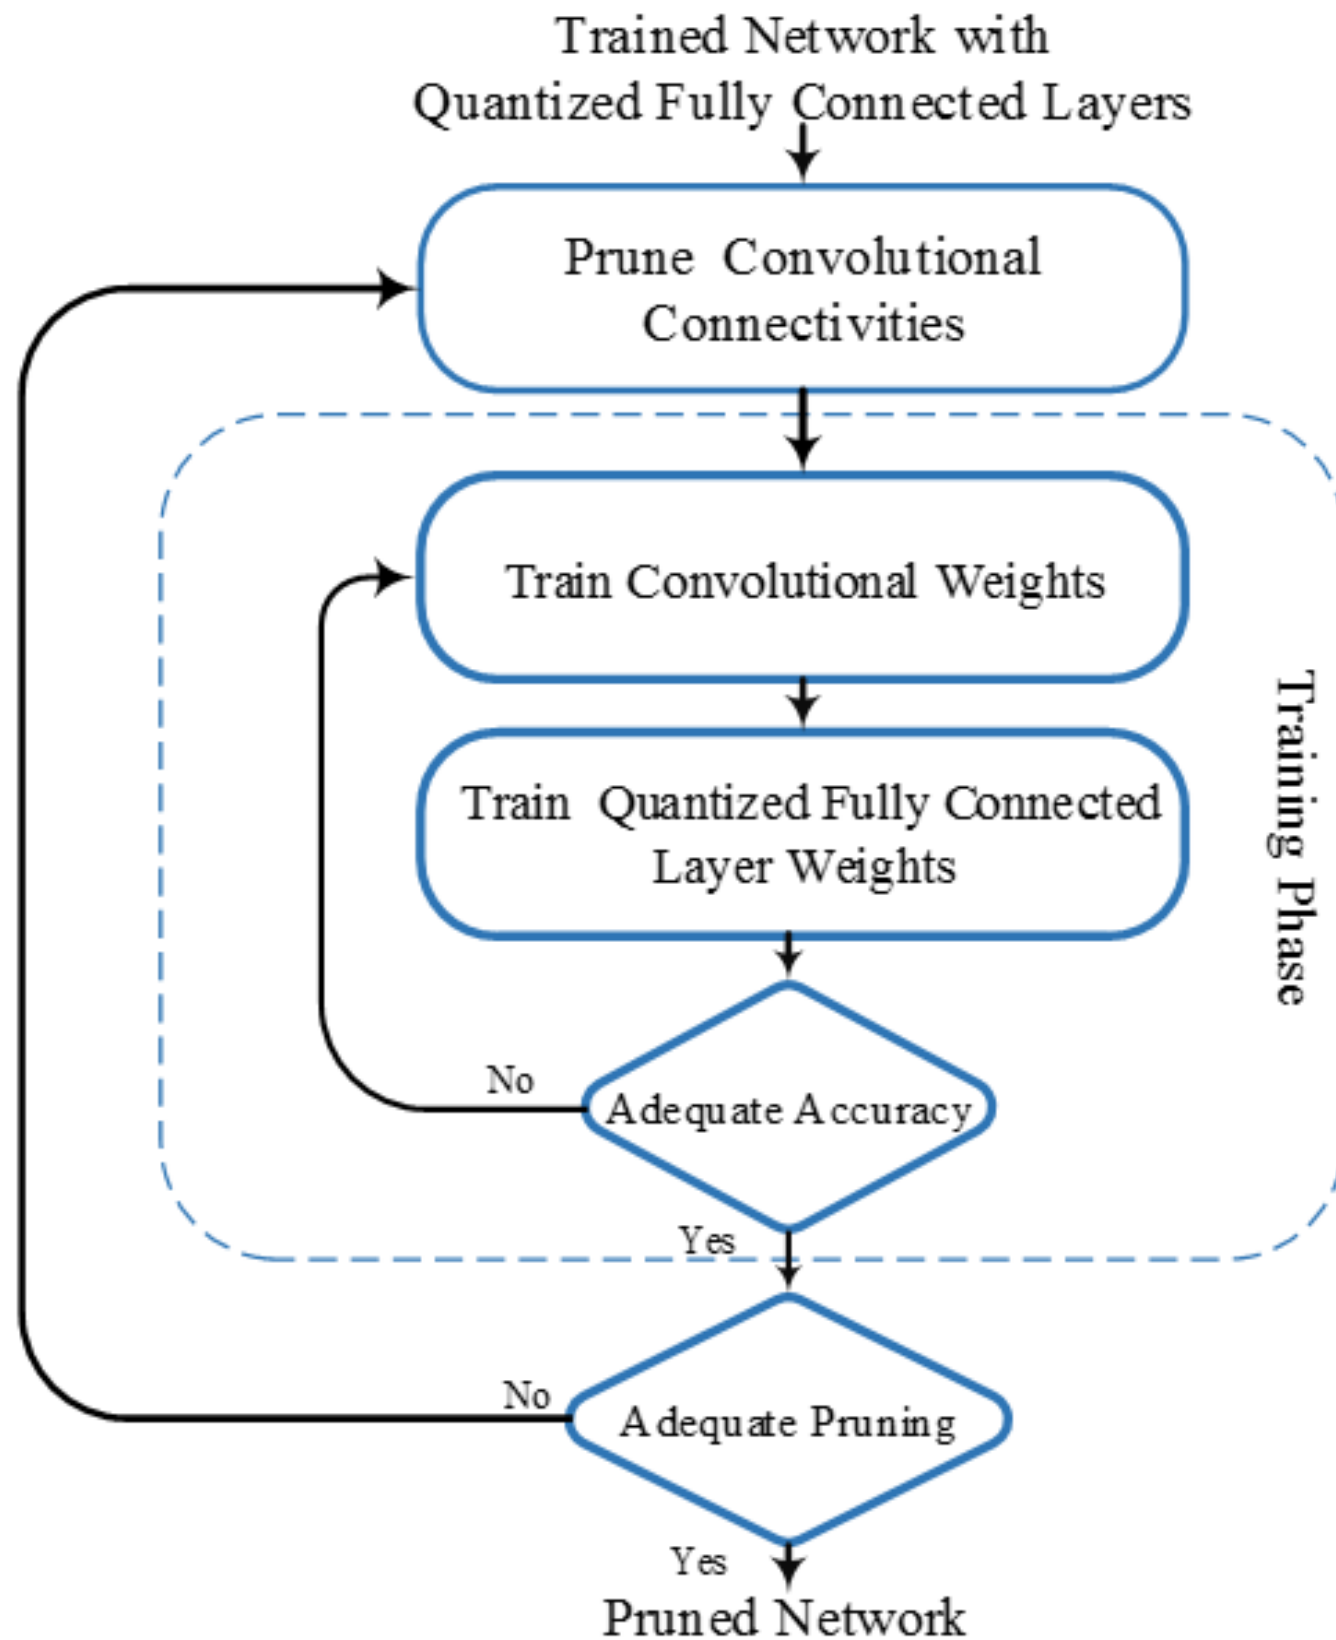 Trained Network with
Quantized Fully Connected Layers
Prune Convolutional
Connectivities
Train Convolutional Weights
Train Quantized Fully Connected
Layer Weights
Training Phase
No
Adequate Accuracy
Yes
No
Adequate Pruning
Yes
Pruned Network